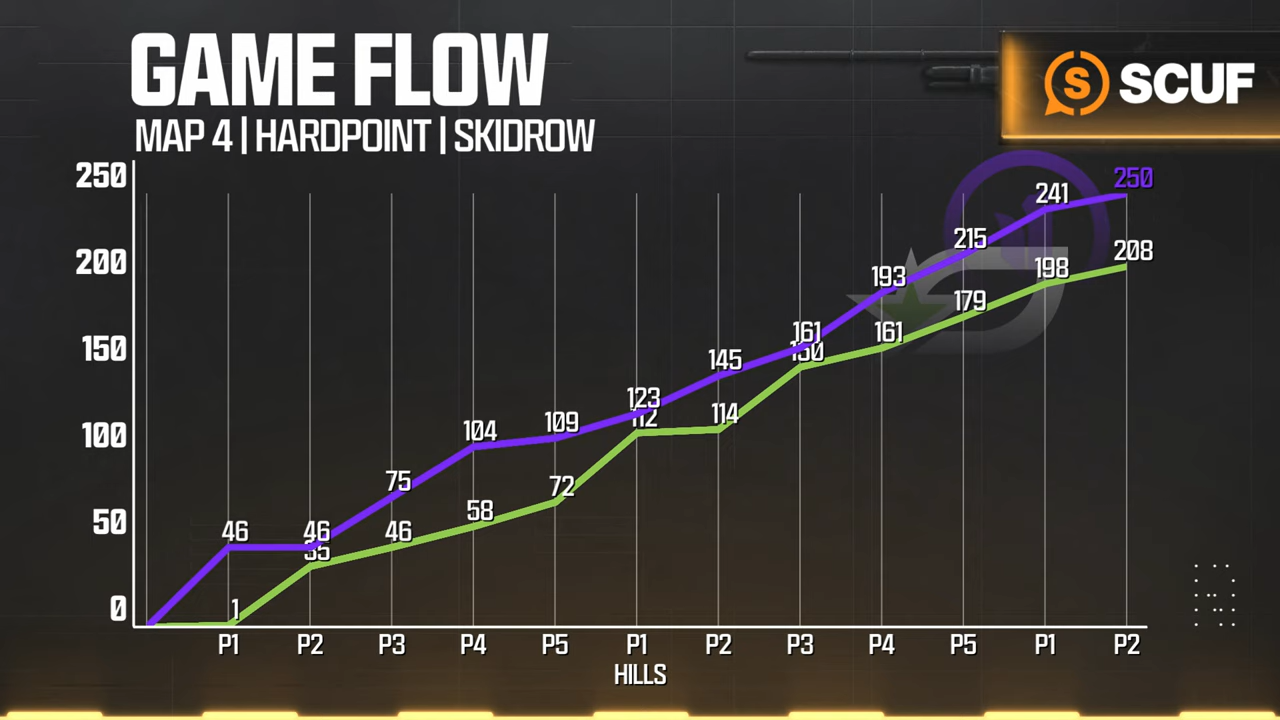 GAME FLOW
MAP 4 | HARDPOINT | SKIDROW
S SCUF
250
200
150
100
50
0
46 46 75 104 109 123 145 161 193 215 241 250
1 35 46 58 72 112 114 150 161 179 198 208
P1 P2 P3 P4 P5 P1 P2 P3 P4 P5 P1 P2
HILLS